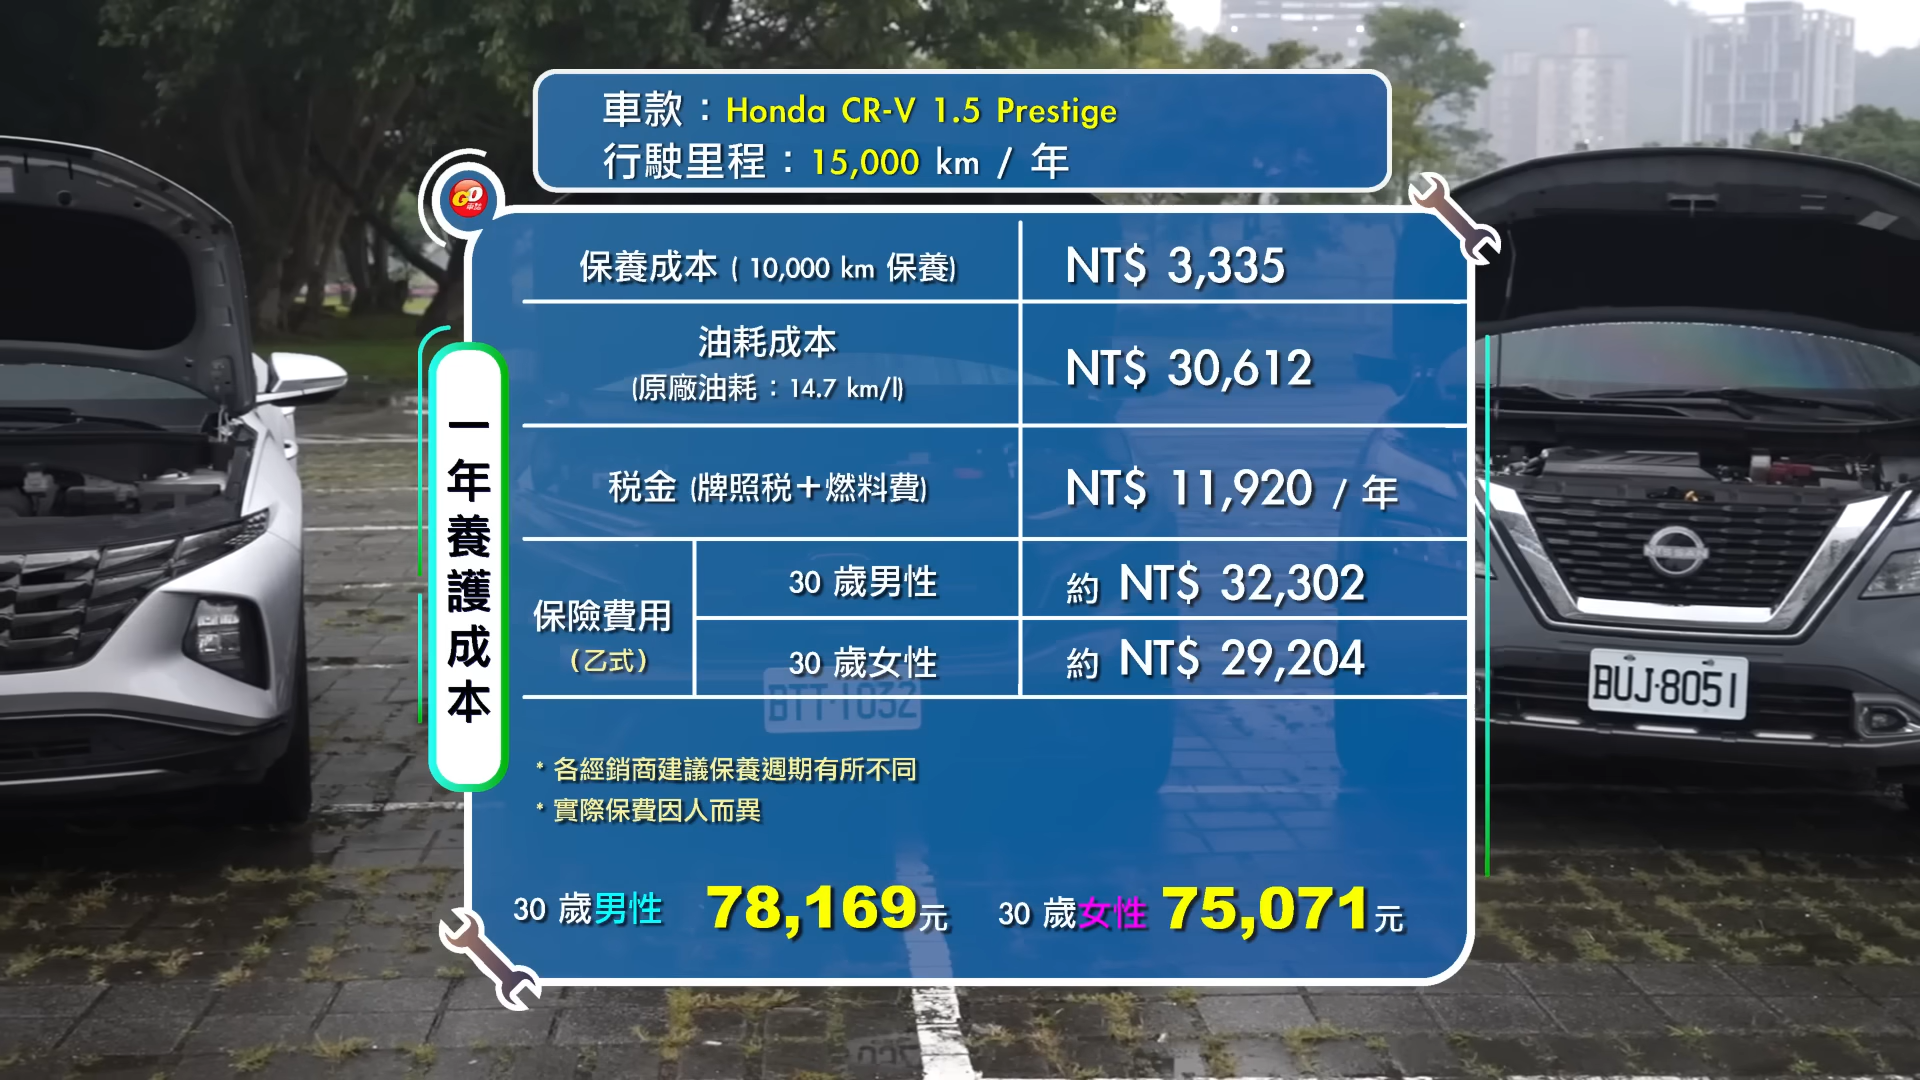 車款：Honda CR-V 1.5 Prestige
行駛里程：15,000 km / 年
GO
一年養護成本
保養成本 ( 10,000 km 保養)
NT$ 3,335
油耗成本
(原廠油耗：14.7 km/l)
NT$ 30,612
税金 (牌照税＋燃料費)
NT$ 11,920 / 年
保險費用
（乙式）
30 歲男性
約 NT$ 32,302
30 歲女性
約 NT$ 29,204
NISSAN
BUJ·8051
BTT·1032
* 各經銷商建議保養週期有所不同
* 實際保費因人而異
30 歲男性 78,169元
30 歲女性 75,071元